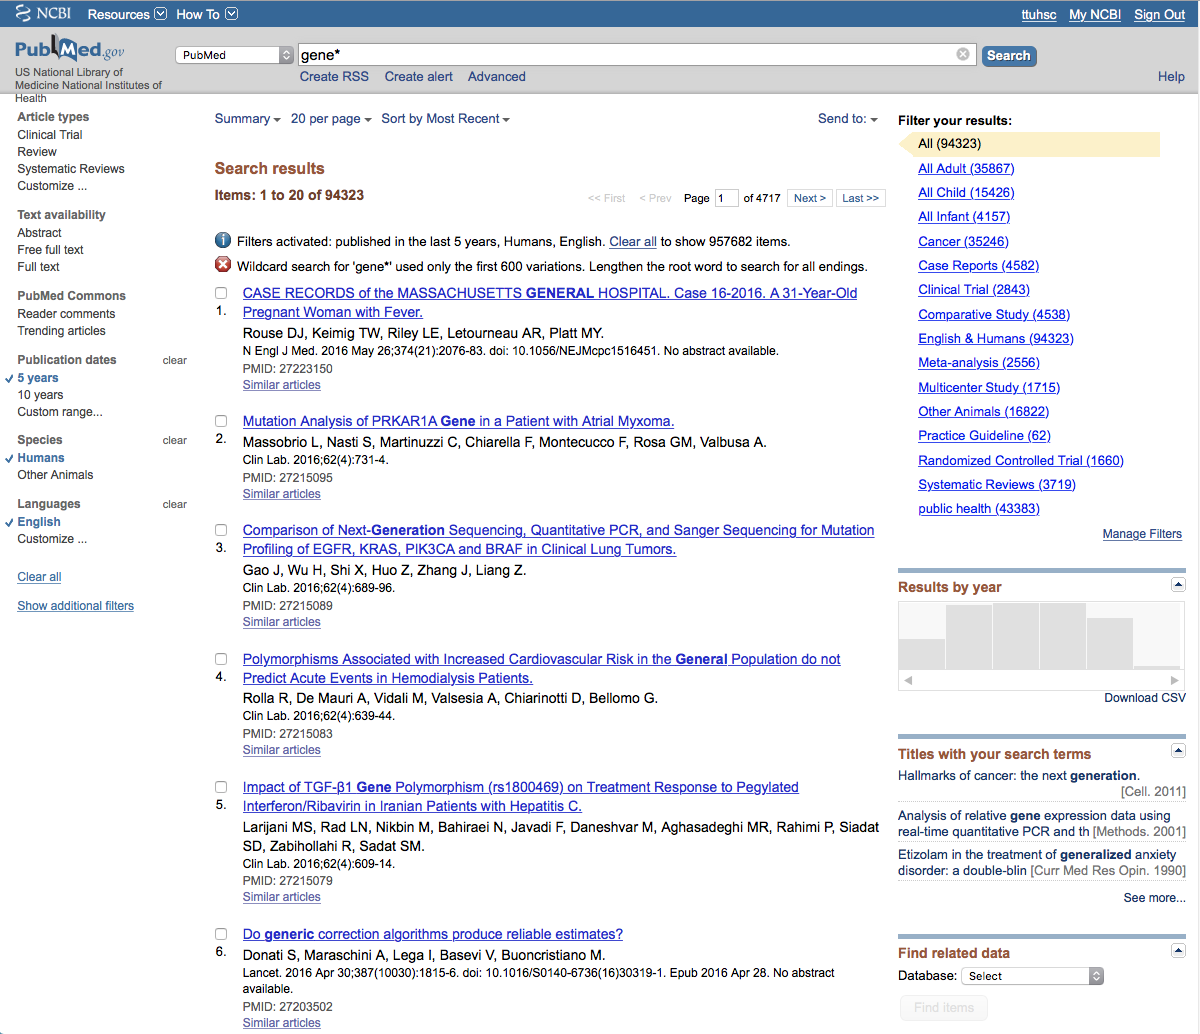 NCBI Resources How To ttuhsc My NCBI Sign Out
PubMed.gov
US National Library of
Medicine National Institutes of
Health
PubMed gene* Search
Create RSS Create alert Advanced Help
Article types
Clinical Trial
Review
Systematic Reviews
Customize ...
Text availability
Abstract
Free full text
Full text
PubMed Commons
Reader comments
Trending articles
Publication dates clear
5 years
10 years
Custom range...
Species clear
Humans
Other Animals
Languages clear
English
Customize ...
Clear all
Show additional filters
Summary 20 per page Sort by Most Recent Send to:
Search results
Items: 1 to 20 of 94323
<< First < Prev Page 1 of 4717 Next > Last >>
Filters activated: published in the last 5 years, Humans, English. Clear all to show 957682 items.
Wildcard search for 'gene*' used only the first 600 variations. Lengthen the root word to search for all endings.
CASE RECORDS of the MASSACHUSETTS GENERAL HOSPITAL. Case 16-2016. A 31-Year-Old
1. Pregnant Woman with Fever.
Rouse DJ, Keimig TW, Riley LE, Letourneau AR, Platt MY.
N Engl J Med. 2016 May 26;374(21):2076-83. doi: 10.1056/NEJMcpc1516451. No abstract available.
PMID: 27223150
Similar articles
Mutation Analysis of PRKAR1A Gene in a Patient with Atrial Myxoma.
2. Massobrio L, Nasti S, Martinuzzi C, Chiarella F, Montecucco F, Rosa GM, Valbusa A.
Clin Lab. 2016;62(4):731-4.
PMID: 27215095
Similar articles
Comparison of Next-Generation Sequencing, Quantitative PCR, and Sanger Sequencing for Mutation
3. Profiling of EGFR, KRAS, PIK3CA and BRAF in Clinical Lung Tumors.
Gao J, Wu H, Shi X, Huo Z, Zhang J, Liang Z.
Clin Lab. 2016;62(4):689-96.
PMID: 27215089
Similar articles
Polymorphisms Associated with Increased Cardiovascular Risk in the General Population do not
4. Predict Acute Events in Hemodialysis Patients.
Rolla R, De Mauri A, Vidali M, Valsesia A, Chiarinotti D, Bellomo G.
Clin Lab. 2016;62(4):639-44.
PMID: 27215083
Similar articles
Impact of TGF-β1 Gene Polymorphism (rs1800469) on Treatment Response to Pegylated
5. Interferon/Ribavirin in Iranian Patients with Hepatitis C.
Larijani MS, Rad LN, Nikbin M, Bahiraei N, Javadi F, Daneshvar M, Aghasadeghi MR, Rahimi P, Siadat
SD, Zabihollahi R, Sadat SM.
Clin Lab. 2016;62(4):609-14.
PMID: 27215079
Similar articles
Do generic correction algorithms produce reliable estimates?
6. Donati S, Maraschini A, Lega I, Basevi V, Buoncristiano M.
Lancet. 2016 Apr 30;387(10030):1815-6. doi: 10.1016/S0140-6736(16)30319-1. Epub 2016 Apr 28. No abstract
available.
PMID: 27203502
Similar articles
Filter your results:
All (94323)
All Adult (35867)
All Child (15426)
All Infant (4157)
Cancer (35246)
Case Reports (4582)
Clinical Trial (2843)
Comparative Study (4538)
English & Humans (94323)
Meta-analysis (2556)
Multicenter Study (1715)
Other Animals (16822)
Practice Guideline (62)
Randomized Controlled Trial (1660)
Systematic Reviews (3719)
public health (43383)
Manage Filters
Results by year
Download CSV
Titles with your search terms
Hallmarks of cancer: the next generation.
[Cell. 2011]
Analysis of relative gene expression data using
real-time quantitative PCR and th [Methods. 2001]
Etizolam in the treatment of generalized anxiety
disorder: a double-blin [Curr Med Res Opin. 1990]
See more...
Find related data
Database: Select
Find items